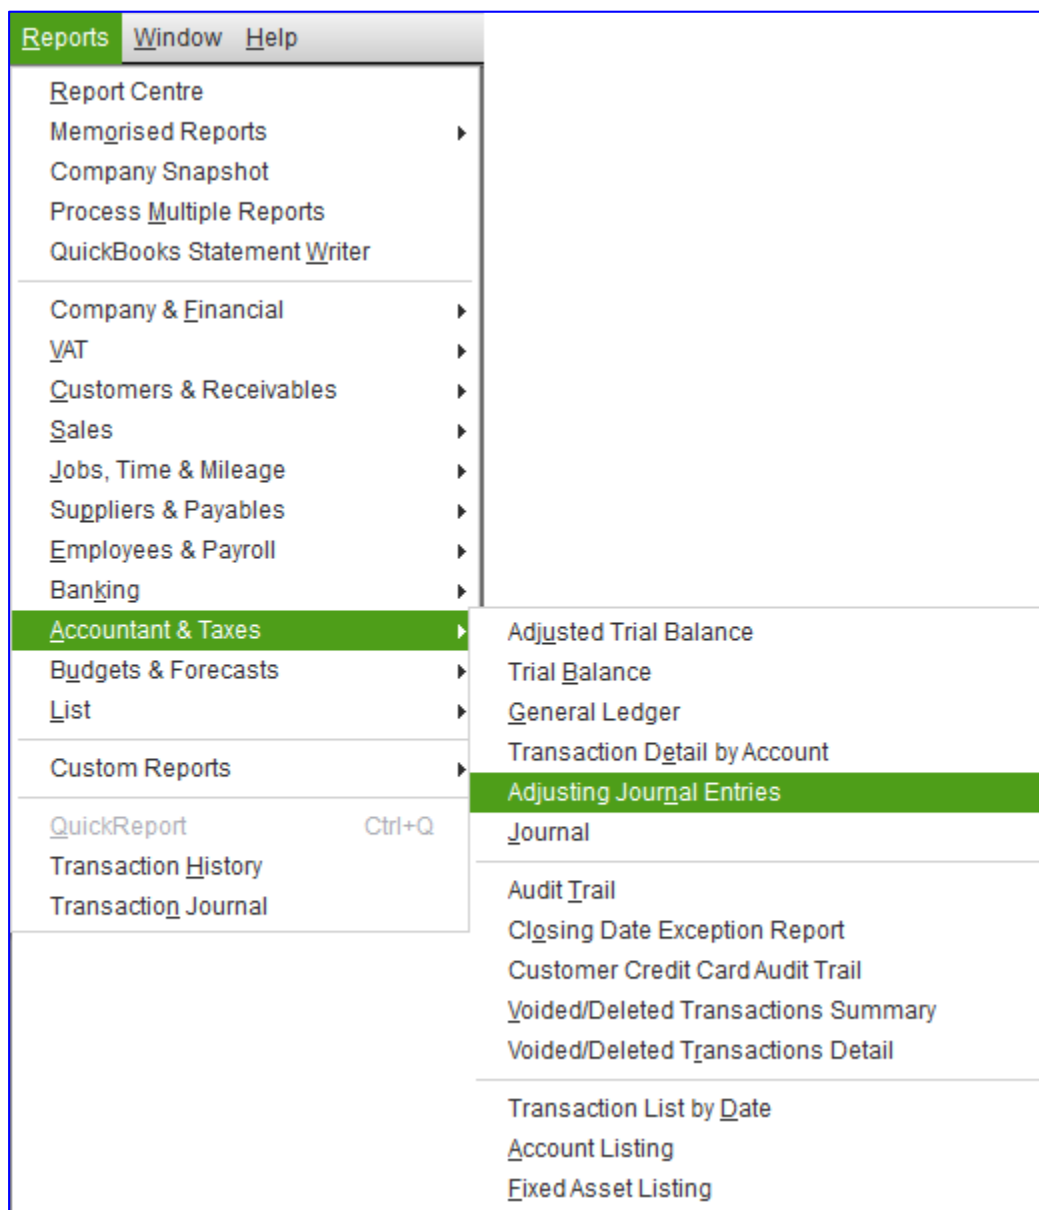 Reports Window Help
Report Centre
Memorised Reports
Company Snapshot
Process Multiple Reports
QuickBooks Statement Writer
Company & Financial
VAT
Customers & Receivables
Sales
Jobs, Time & Mileage
Suppliers & Payables
Employees & Payroll
Banking
Accountant & Taxes
Budgets & Forecasts
List
Custom Reports
QuickReport Ctrl+Q
Transaction History
Transaction Journal
Adjusted Trial Balance
Trial Balance
General Ledger
Transaction Detail by Account
Adjusting Journal Entries
Journal
Audit Trail
Closing Date Exception Report
Customer Credit Card Audit Trail
Voided/Deleted Transactions Summary
Voided/Deleted Transactions Detail
Transaction List by Date
Account Listing
Fixed Asset Listing